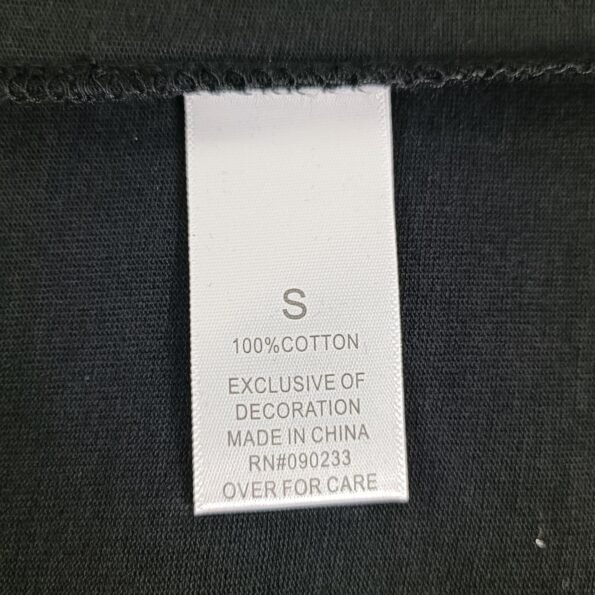 S
100%COTTON
EXCLUSIVE OF
DECORATION
MADE IN CHINA
RN#090233
OVER FOR CARE